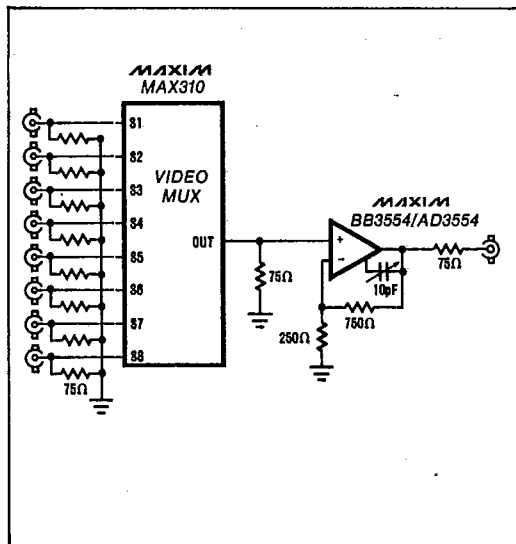 MAXIM
MAX310
S1
S2
S3
S4
S5
S6
S7
S8
VIDEO
MUX
OUT
75Ω
75Ω
MAXIM
BB3554/AD3554
+
−
10pF
75Ω
750Ω
250Ω